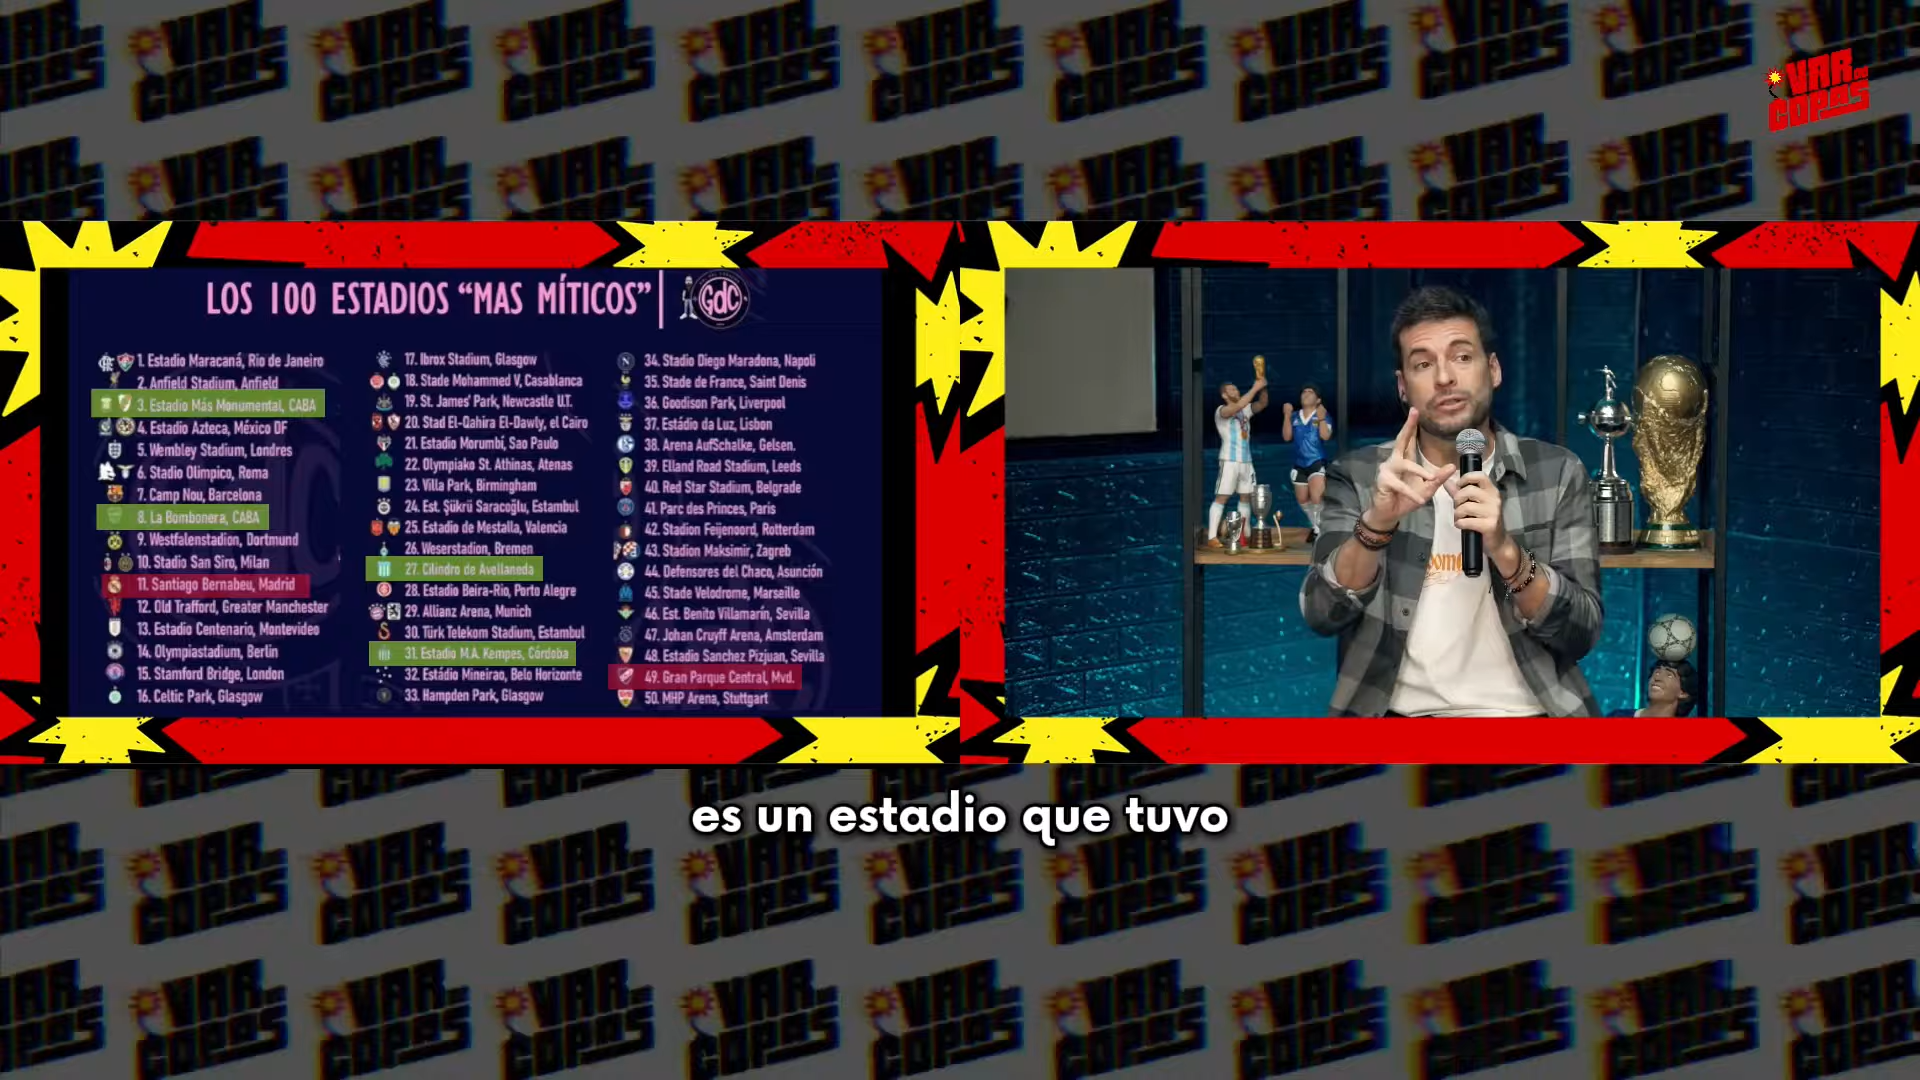 VAR DE
COPAS
LOS 100 ESTADIOS “MAS MÍTICOS”
GdC
1. Estadio Maracaná, Rio de Janeiro
2. Anfield Stadium, Anfield
3. Estadio Más Monumental, CABA
4. Estadio Azteca, México DF
5. Wembley Stadium, Londres
6. Stadio Olimpico, Roma
7. Camp Nou, Barcelona
8. La Bombonera, CABA
9. Westfalenstadion, Dortmund
10. Stadio San Siro, Milan
11. Santiago Bernabeu, Madrid
12. Old Trafford, Greater Manchester
13. Estadio Centenario, Montevideo
14. Olympiastadium, Berlin
15. Stamford Bridge, London
16. Celtic Park, Glasgow
17. Ibrox Stadium, Glasgow
18. Stade Mohammed V, Casablanca
19. St. James' Park, Newcastle U.T.
20. Stad El-Qahira El-Dawly, el Cairo
21. Estadio Morumbí, Sao Paulo
22. Olympiako St. Athinas, Atenas
23. Villa Park, Birmingham
24. Est. Şükrü Saracoğlu, Estambul
25. Estadio de Mestalla, Valencia
26. Weserstadion, Bremen
27. Cilindro de Avellaneda
28. Estadio Beira-Rio, Porto Alegre
29. Allianz Arena, Munich
30. Türk Telekom Stadium, Estambul
31. Estadio M.A. Kempes, Córdoba
32. Estádio Mineirao, Belo Horizonte
33. Hampden Park, Glasgow
34. Stadio Diego Maradona, Napoli
35. Stade de France, Saint Denis
36. Goodison Park, Liverpool
37. Estádio da Luz, Lisbon
38. Arena AufSchalke, Gelsen.
39. Elland Road Stadium, Leeds
40. Red Star Stadium, Belgrade
41. Parc des Princes, Paris
42. Stadion Feijenoord, Rotterdam
43. Stadion Maksimir, Zagreb
44. Defensores del Chaco, Asunción
45. Stade Velodrome, Marseille
46. Est. Benito Villamarín, Sevilla
47. Johan Cruyff Arena, Amsterdam
48. Estadio Sanchez Pizjuan, Sevilla
49. Gran Parque Central, Mvd.
50. MHP Arena, Stuttgart
es un estadio que tuvo